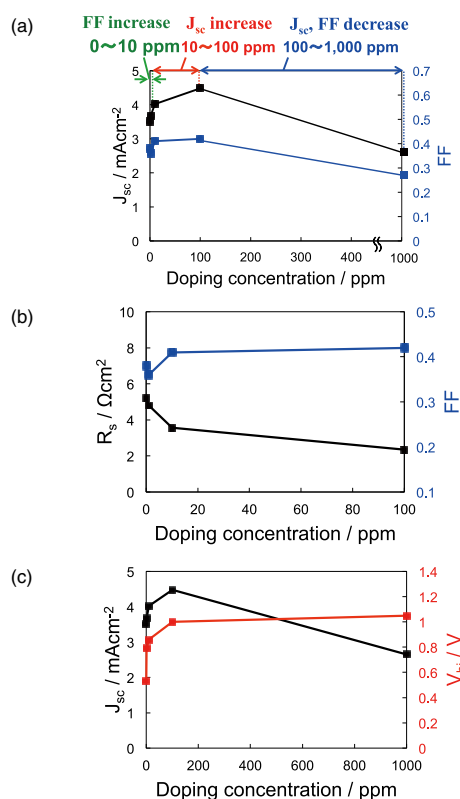 (a)
FF increase
0～10 ppm
Jsc increase
10～100 ppm
Jsc, FF decrease
100～1,000 ppm
5
4
3
2
1
0
Jsc / mAcm-2
0.7
0.6
0.5
0.4
0.3
0.2
0.1
0
FF
0 100 200 300 400 1000
Doping concentration / ppm
(b)
10
8
6
4
2
0
Rs / Ωcm2
0.5
0.4
0.3
0.2
0.1
FF
0 20 40 60 80 100
Doping concentration / ppm
(c)
5
4
3
2
1
0
Jsc / mAcm-2
1.4
1.2
1
0.8
0.6
0.4
0.2
0
Vbi / V
0 200 400 600 800 1000
Doping concentration / ppm